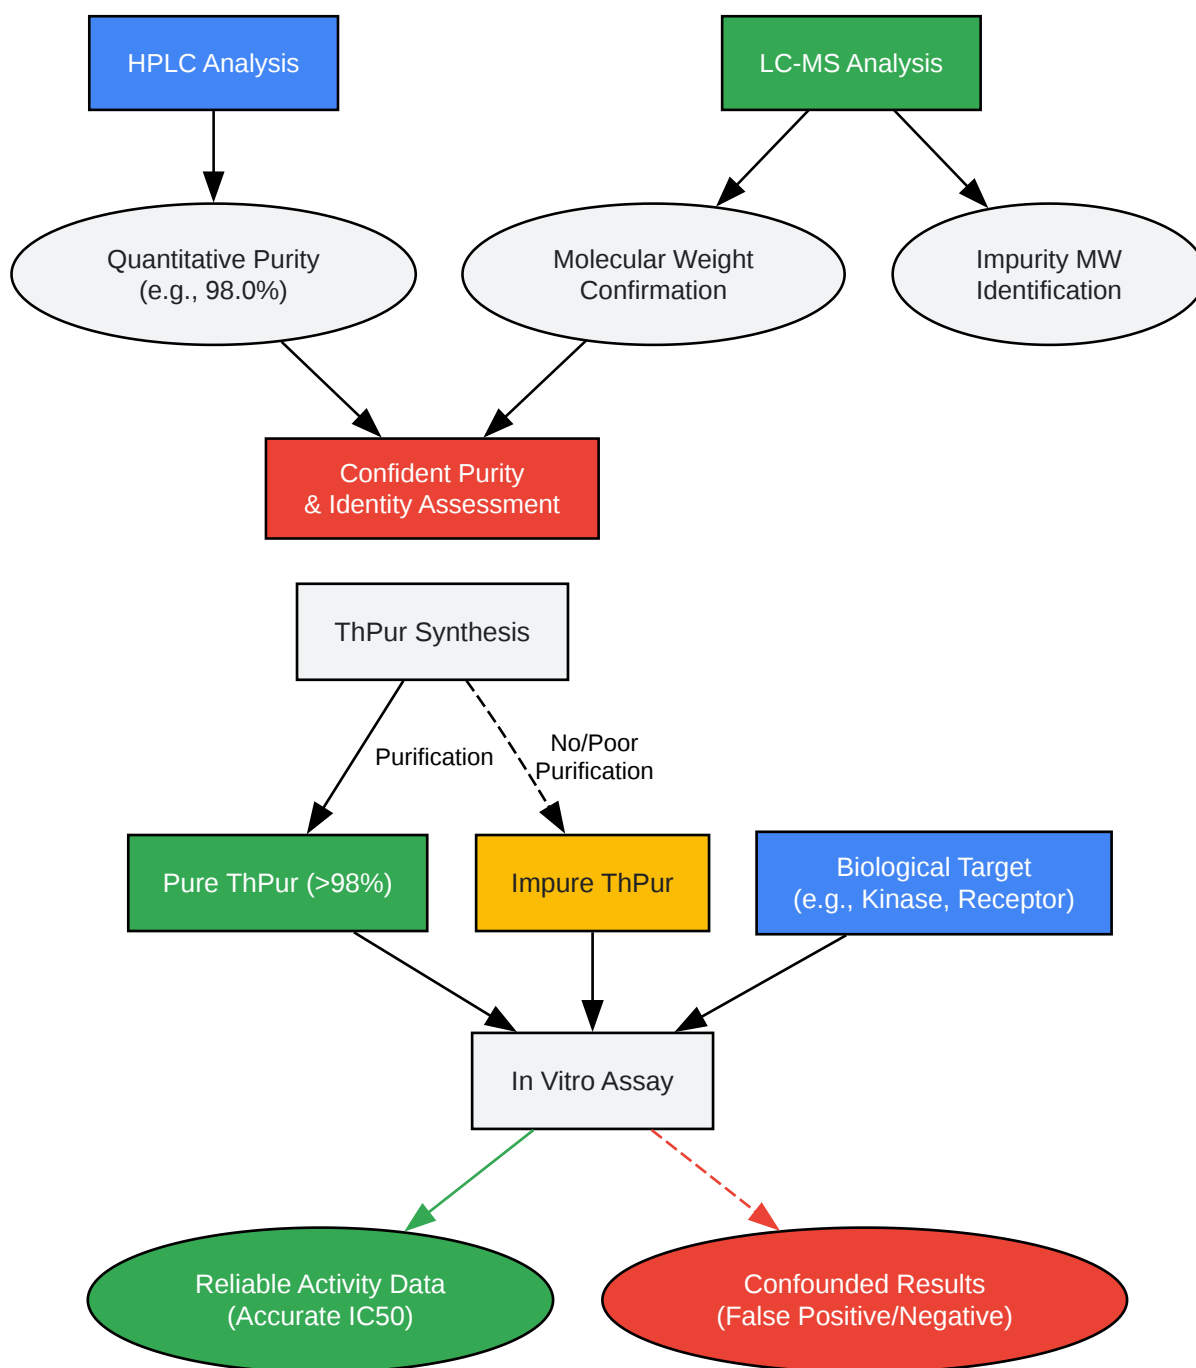 HPLC Analysis
LC-MS Analysis
Quantitative Purity
(e.g., 98.0%)
Molecular Weight
Confirmation
Impurity MW
Identification
Confident Purity
& Identity Assessment
ThPur Synthesis
Purification
No/Poor
Purification
Pure ThPur (>98%)
Impure ThPur
Biological Target
(e.g., Kinase, Receptor)
In Vitro Assay
Reliable Activity Data
(Accurate IC50)
Confounded Results
(False Positive/Negative)